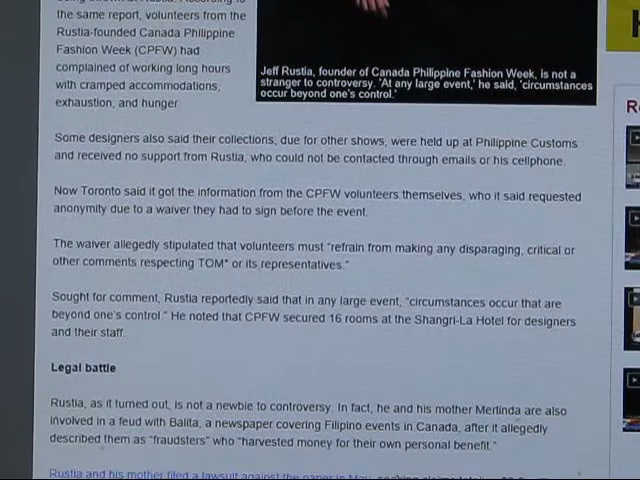 the same report, volunteers from the
Rustia-founded Canada Philippine
Fashion Week (CPFW) had
complained of working long hours
with cramped accommodations,
exhaustion, and hunger.
Jeff Rustia, founder of Canada Philippine Fashion Week, is not a
stranger to controversy. 'At any large event,' he said, 'circumstances
occur beyond one's control.'
Some designers also said their collections, due for other shows, were held up at Philippine Customs
and received no support from Rustia, who could not be contacted through emails or his cellphone.
Now Toronto said it got the information from the CPFW volunteers themselves, who it said requested
anonymity due to a waiver they had to sign before the event.
The waiver allegedly stipulated that volunteers must "refrain from making any disparaging, critical or
other comments respecting TOM* or its representatives."
Sought for comment, Rustia reportedly said that in any large event, "circumstances occur that are
beyond one's control." He noted that CPFW secured 16 rooms at the Shangri-La Hotel for designers
and their staff.
Legal battle
Rustia, as it turned out, is not a newbie to controversy. In fact, he and his mother Merlinda are also
involved in a feud with Balita, a newspaper covering Filipino events in Canada, after it allegedly
described them as "fraudsters" who "harvested money for their own personal benefit."
Rustia and his mother filed a lawsuit against the paper in May,